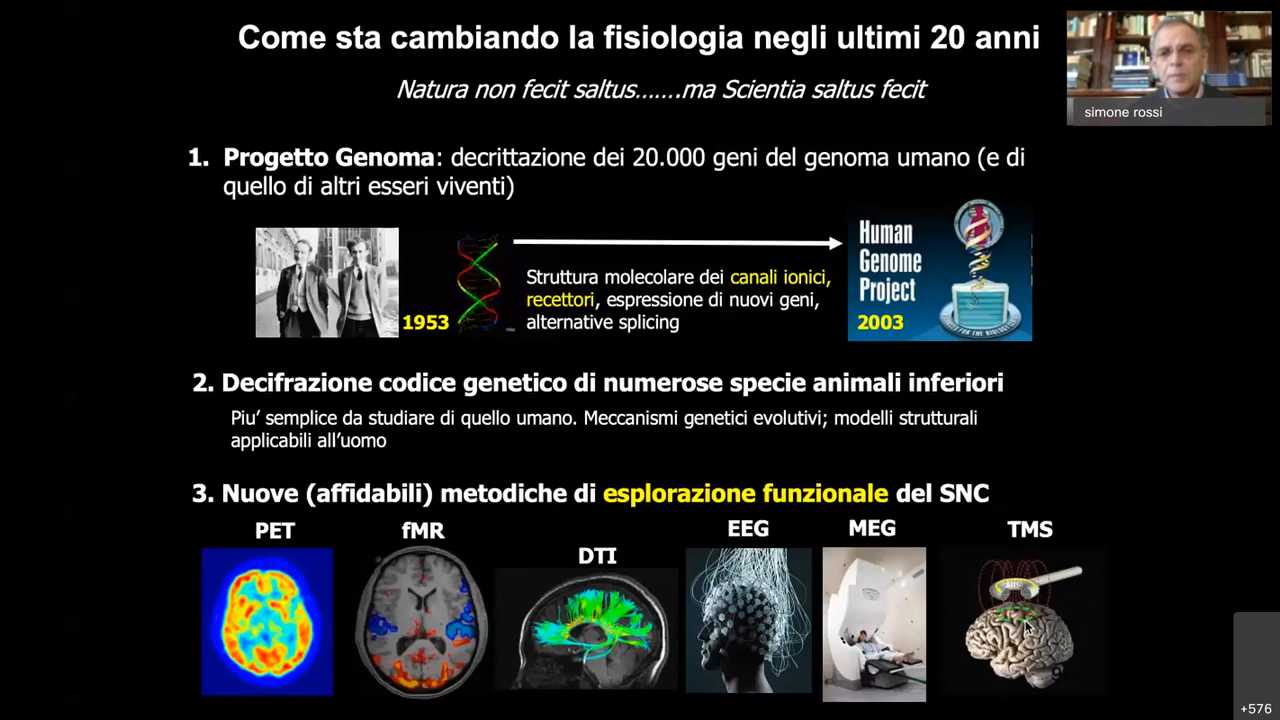 Come sta cambiando la fisiologia negli ultimi 20 anni
Natura non fecit saltus…….ma Scientia saltus fecit
simone rossi
1. Progetto Genoma: decrittazione dei 20.000 geni del genoma umano (e di
quello di altri esseri viventi)
1953
Struttura molecolare dei canali ionici,
recettori, espressione di nuovi geni,
alternative splicing
Human
Genome
Project
2003
2. Decifrazione codice genetico di numerose specie animali inferiori
Piu’ semplice da studiare di quello umano. Meccanismi genetici evolutivi; modelli strutturali
applicabili all’uomo
3. Nuove (affidabili) metodiche di esplorazione funzionale del SNC
PET
fMR
DTI
EEG
MEG
TMS
+576